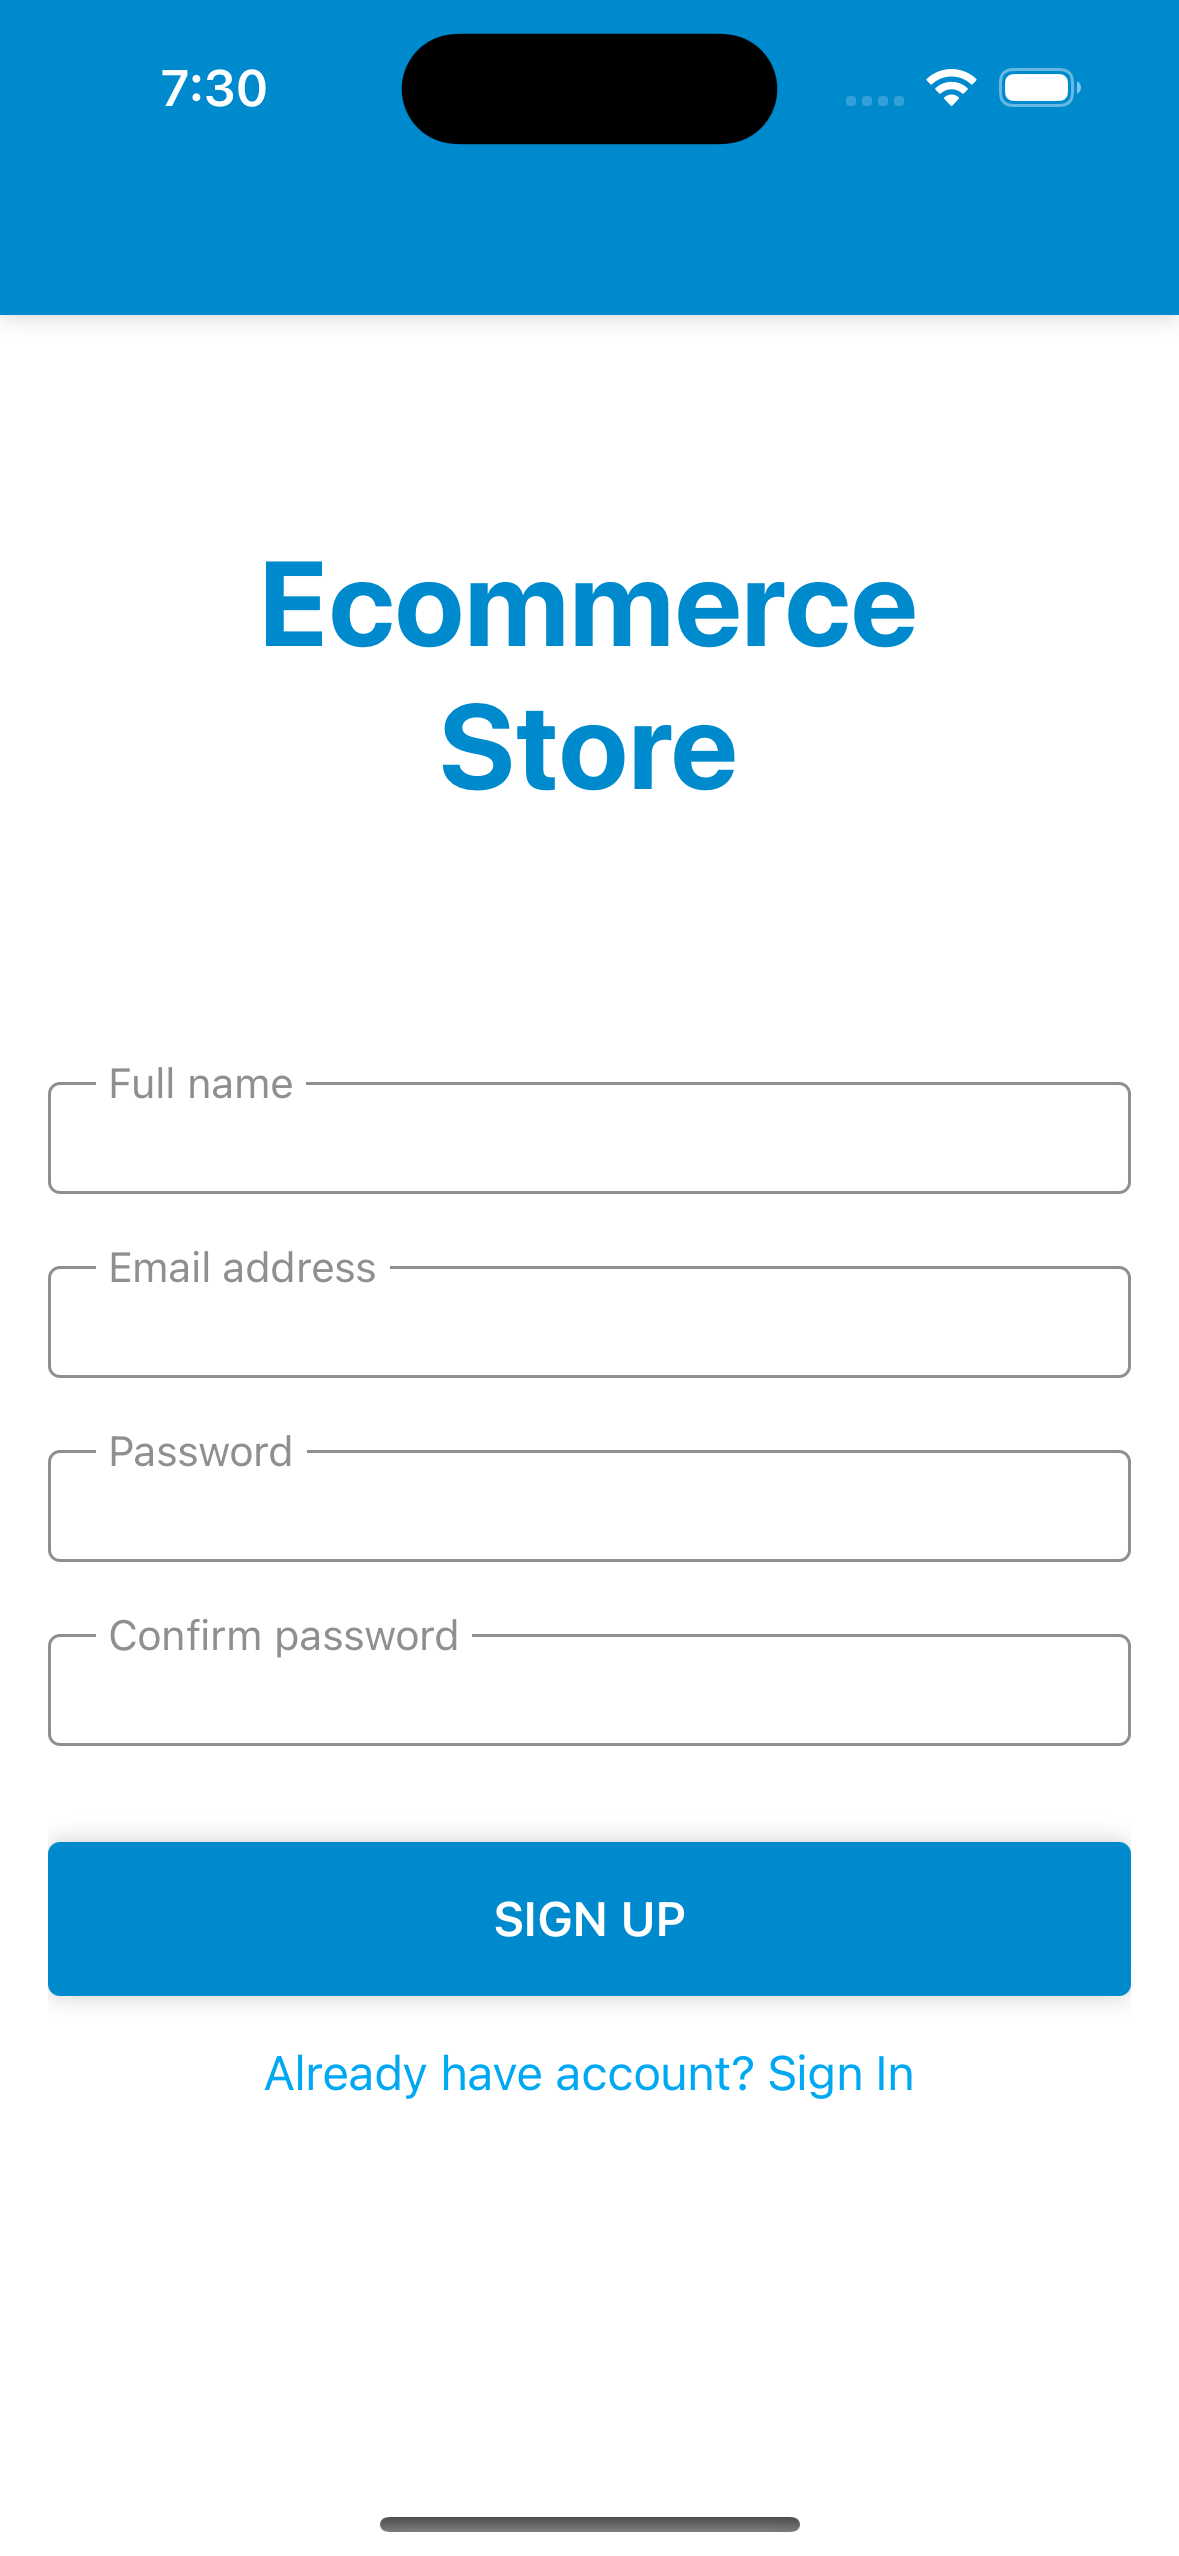 7:30
Ecommerce
Store
Full name
Email address
Password
Confirm password
SIGN UP
Already have account? Sign In